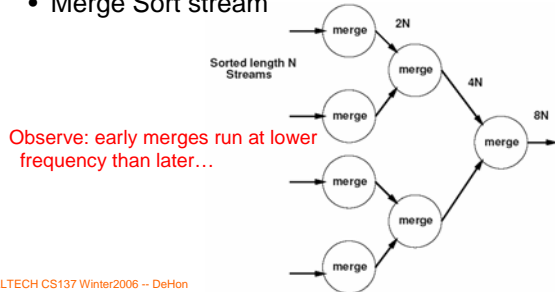 • Merge Sort stream
merge
2N
Sorted length N
Streams
merge
4N
merge
8N
merge
Observe: early merges run at lower
frequency than later…
merge
merge
merge
LTECH CS137 Winter2006 -- DeHon